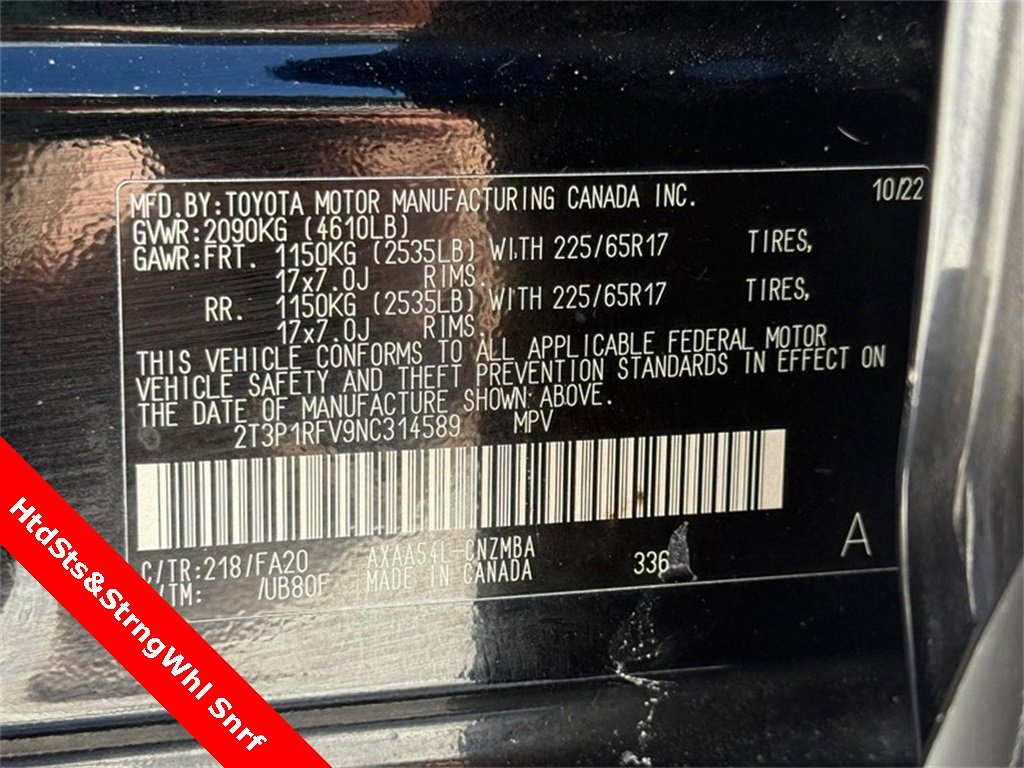 MFD.BY:TOYOTA MOTOR MANUFACTURING CANADA INC. 10/22
GVWR:2090KG (4610LB)
GAWR:FRT. 1150KG (2535LB) WITH 225/65R17 TIRES,
17x7.0J RIMS.
RR. 1150KG (2535LB) WITH 225/65R17 TIRES,
17x7.0J RIMS.
THIS VEHICLE CONFORMS TO ALL APPLICABLE FEDERAL MOTOR
VEHICLE SAFETY AND THEFT PREVENTION STANDARDS IN EFFECT ON
THE DATE OF MANUFACTURE SHOWN ABOVE.
2T3P1RFV9NC314589 MPV
C/TR:218/FA20 AXAA54L-CNZMBA 336 A
/TM: /UB80F MADE IN CANADA
HtdSts&StrngWhl Snrf